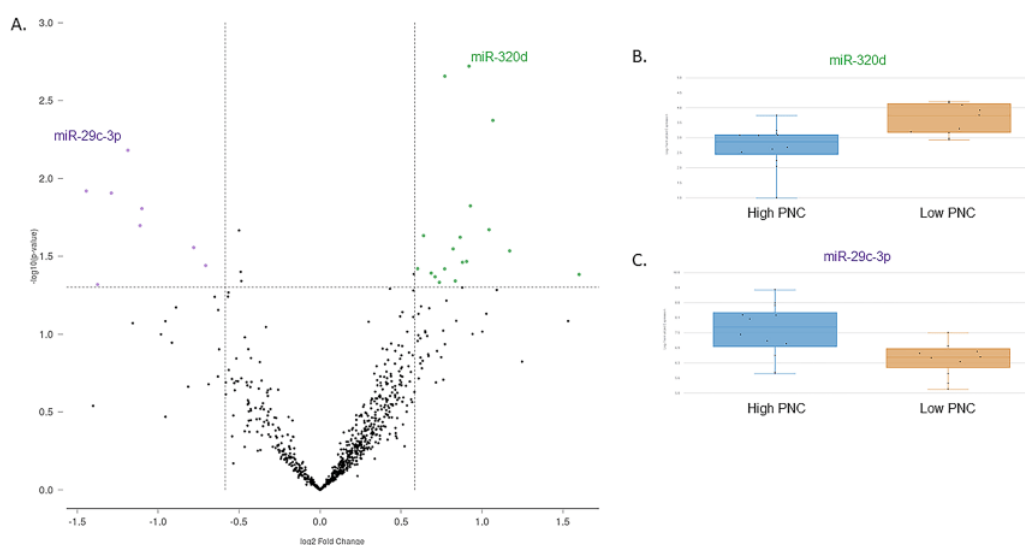 A.
3.0
2.5
2.0
1.5
1.0
0.5
0.0
-log10(p-value)
-1.5
-1.0
-0.5
0.0
0.5
1.0
1.5
log2 Fold Change
miR-29c-3p
miR-320d
B.
miR-320d
High PNC
Low PNC
C.
miR-29c-3p
High PNC
Low PNC